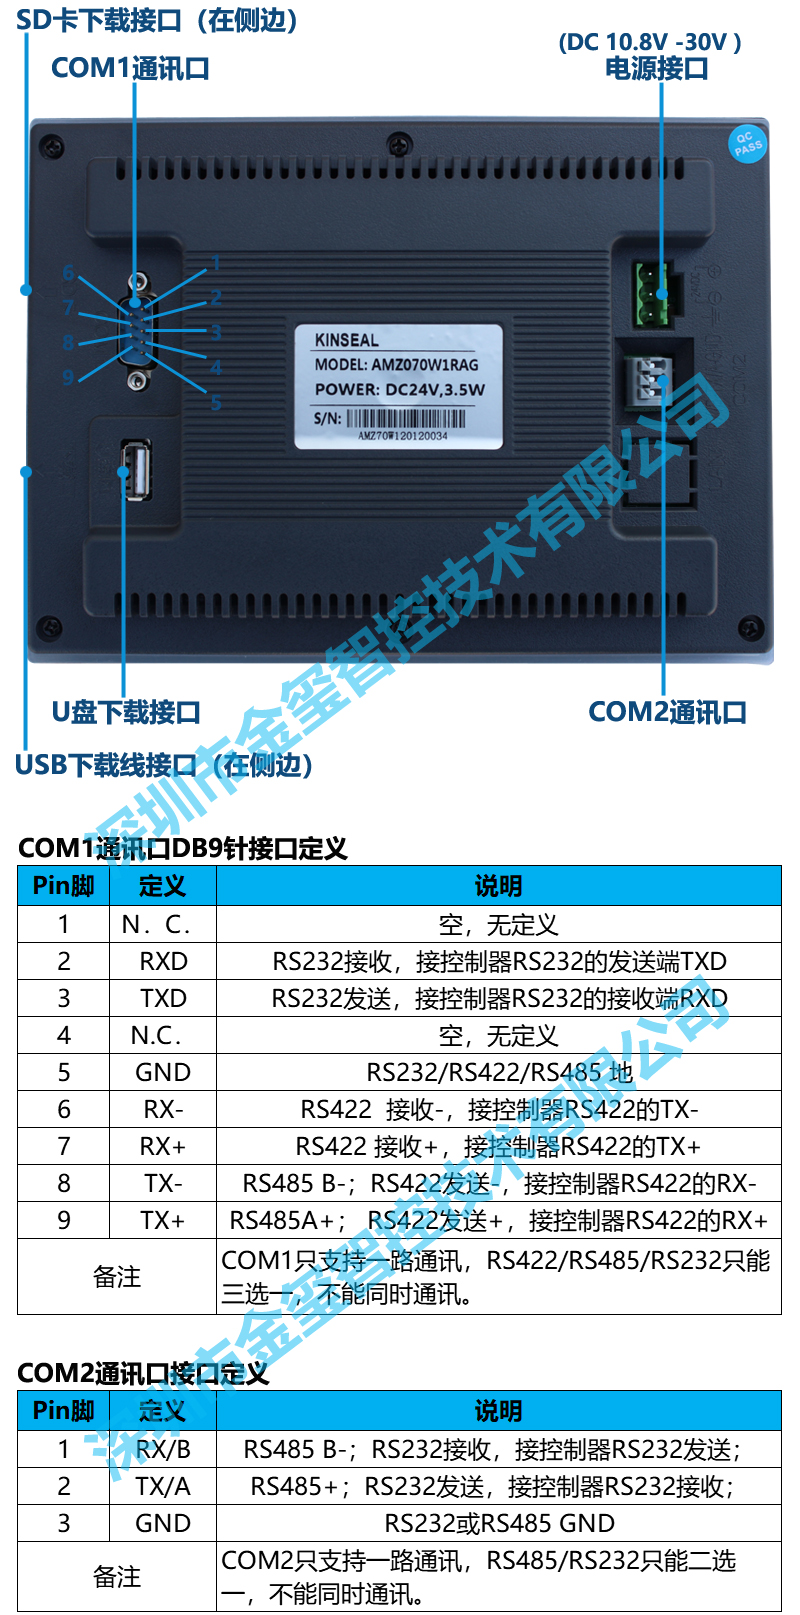 SD卡下载接口（在侧边）
(DC 10.8V -30V )
COM1通讯口
电源接口
QC
PASS
6
1
7
2
8
3
9
4
5
KINSEAL
MODEL: AMZ070W1RAG
POWER: DC24V,3.5W
S/N:
AMZ70W120120034
U盘下载接口
COM2通讯口
USB下载线接口（在侧边）
深圳市金玺智控技术有限公司
COM1通讯口DB9针接口定义
Pin脚 定义 说明
1 N．C． 空，无定义
2 RXD RS232接收，接控制器RS232的发送端TXD
3 TXD RS232发送，接控制器RS232的接收端RXD
4 N.C． 空，无定义
5 GND RS232/RS422/RS485 地
6 RX- RS422 接收-，接控制器RS422的TX-
7 RX+ RS422 接收+，接控制器RS422的TX+
8 TX- RS485 B-；RS422发送-，接控制器RS422的RX-
9 TX+ RS485A+； RS422发送+，接控制器RS422的RX+
备注 COM1只支持一路通讯，RS422/RS485/RS232只能
三选一，不能同时通讯。
深圳市金玺智控技术有限公司
COM2通讯口接口定义
Pin脚 定义 说明
1 RX/B RS485 B-；RS232接收，接控制器RS232发送；
2 TX/A RS485+；RS232发送，接控制器RS232接收；
3 GND RS232或RS485 GND
备注 COM2只支持一路通讯，RS485/RS232只能二选
一，不能同时通讯。